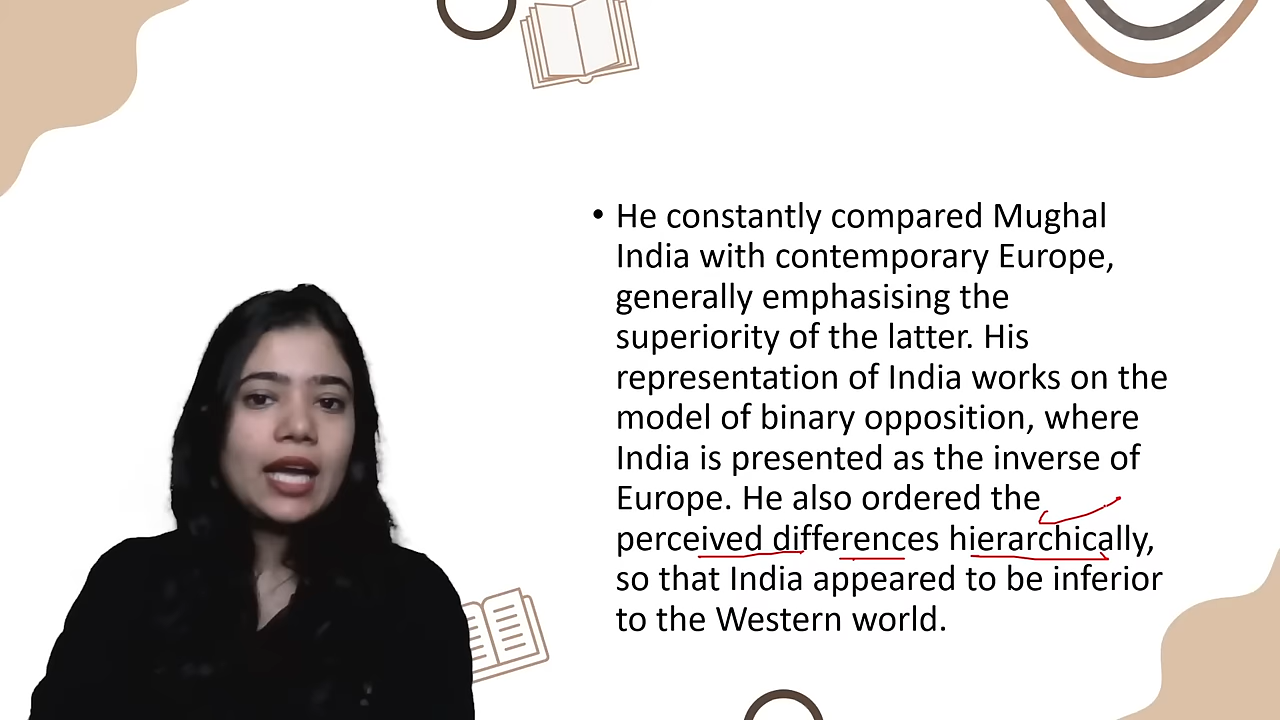 • He constantly compared Mughal
India with contemporary Europe,
generally emphasising the
superiority of the latter. His
representation of India works on the
model of binary opposition, where
India is presented as the inverse of
Europe. He also ordered the
perceived differences hierarchically,
so that India appeared to be inferior
to the Western world.